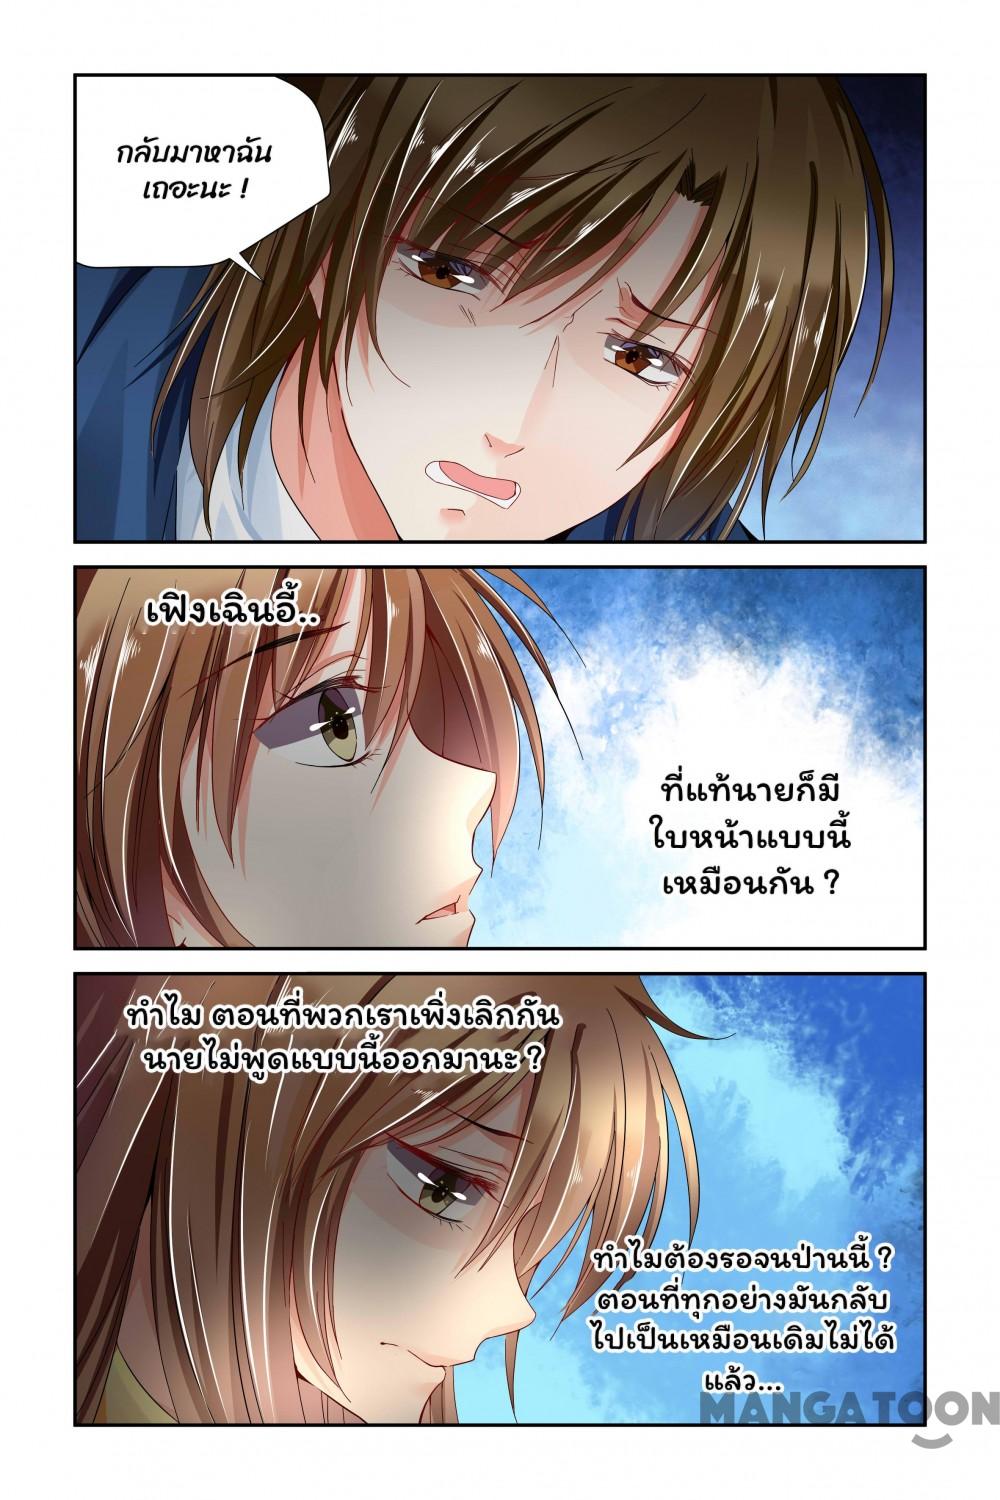 กลับมาหาฉัน
เถอะนะ !
เฟิงเฉินอี้..
ที่แท้นายก็มี
ใบหน้าแบบนี้
เหมือนกัน ?
ทำไม ตอนที่พวกเราเพิ่งเลิกกัน
นายไม่พูดแบบนี้ออกมานะ ?
ทำไมต้องรอจนป่านนี้ ?
ตอนที่ทุกอย่างมันกลับ
ไปเป็นเหมือนเดิมไม่ได้
แล้ว...
MANGATOON